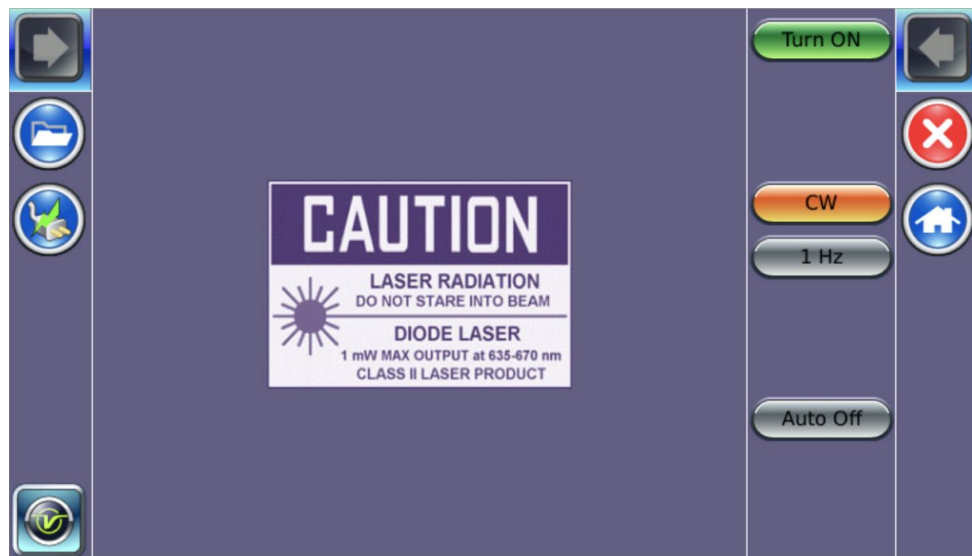 Turn ON
CAUTION
LASER RADIATION
DO NOT STARE INTO BEAM
DIODE LASER
1 mW MAX OUTPUT at 635-670 nm
CLASS II LASER PRODUCT
CW
1 Hz
Auto Off